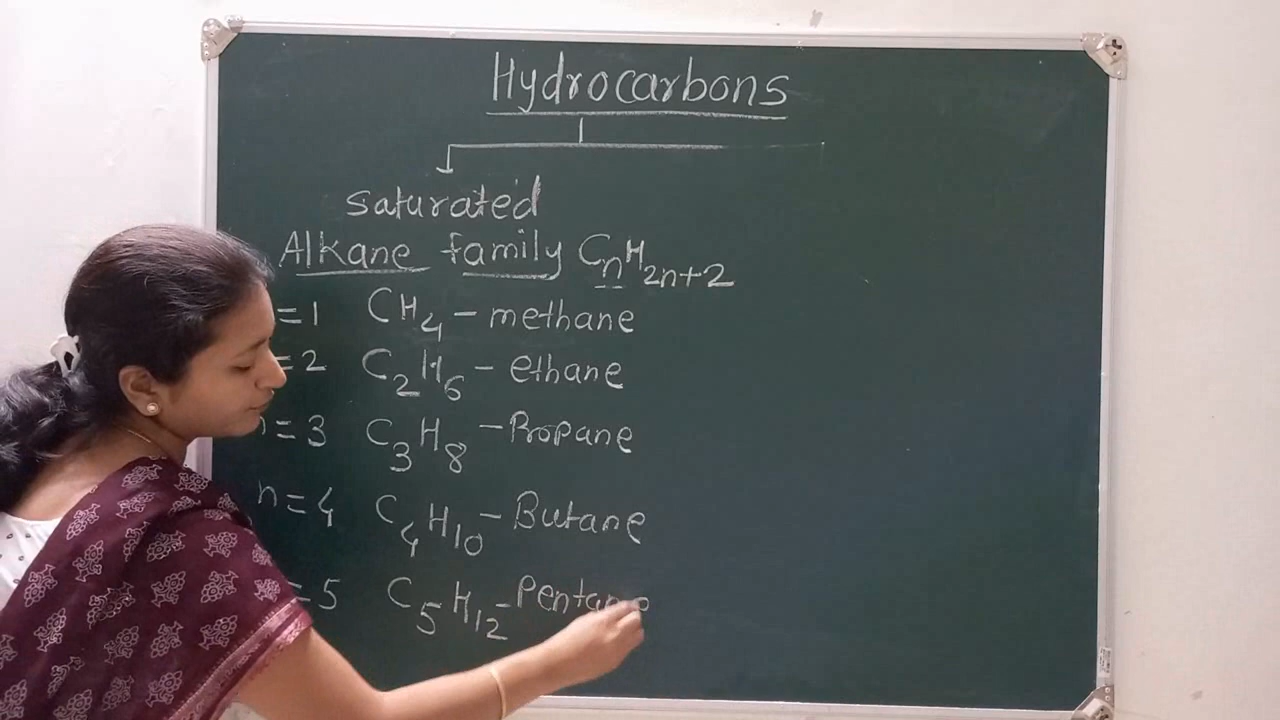 Hydrocarbons
saturated
Alkane family CnH2n+2
=1 CH4 - methane
=2 C2H6 - ethane
n=3 C3H8 - Propane
n=4 C4H10 - Butane
=5 C5H12 - Pentane